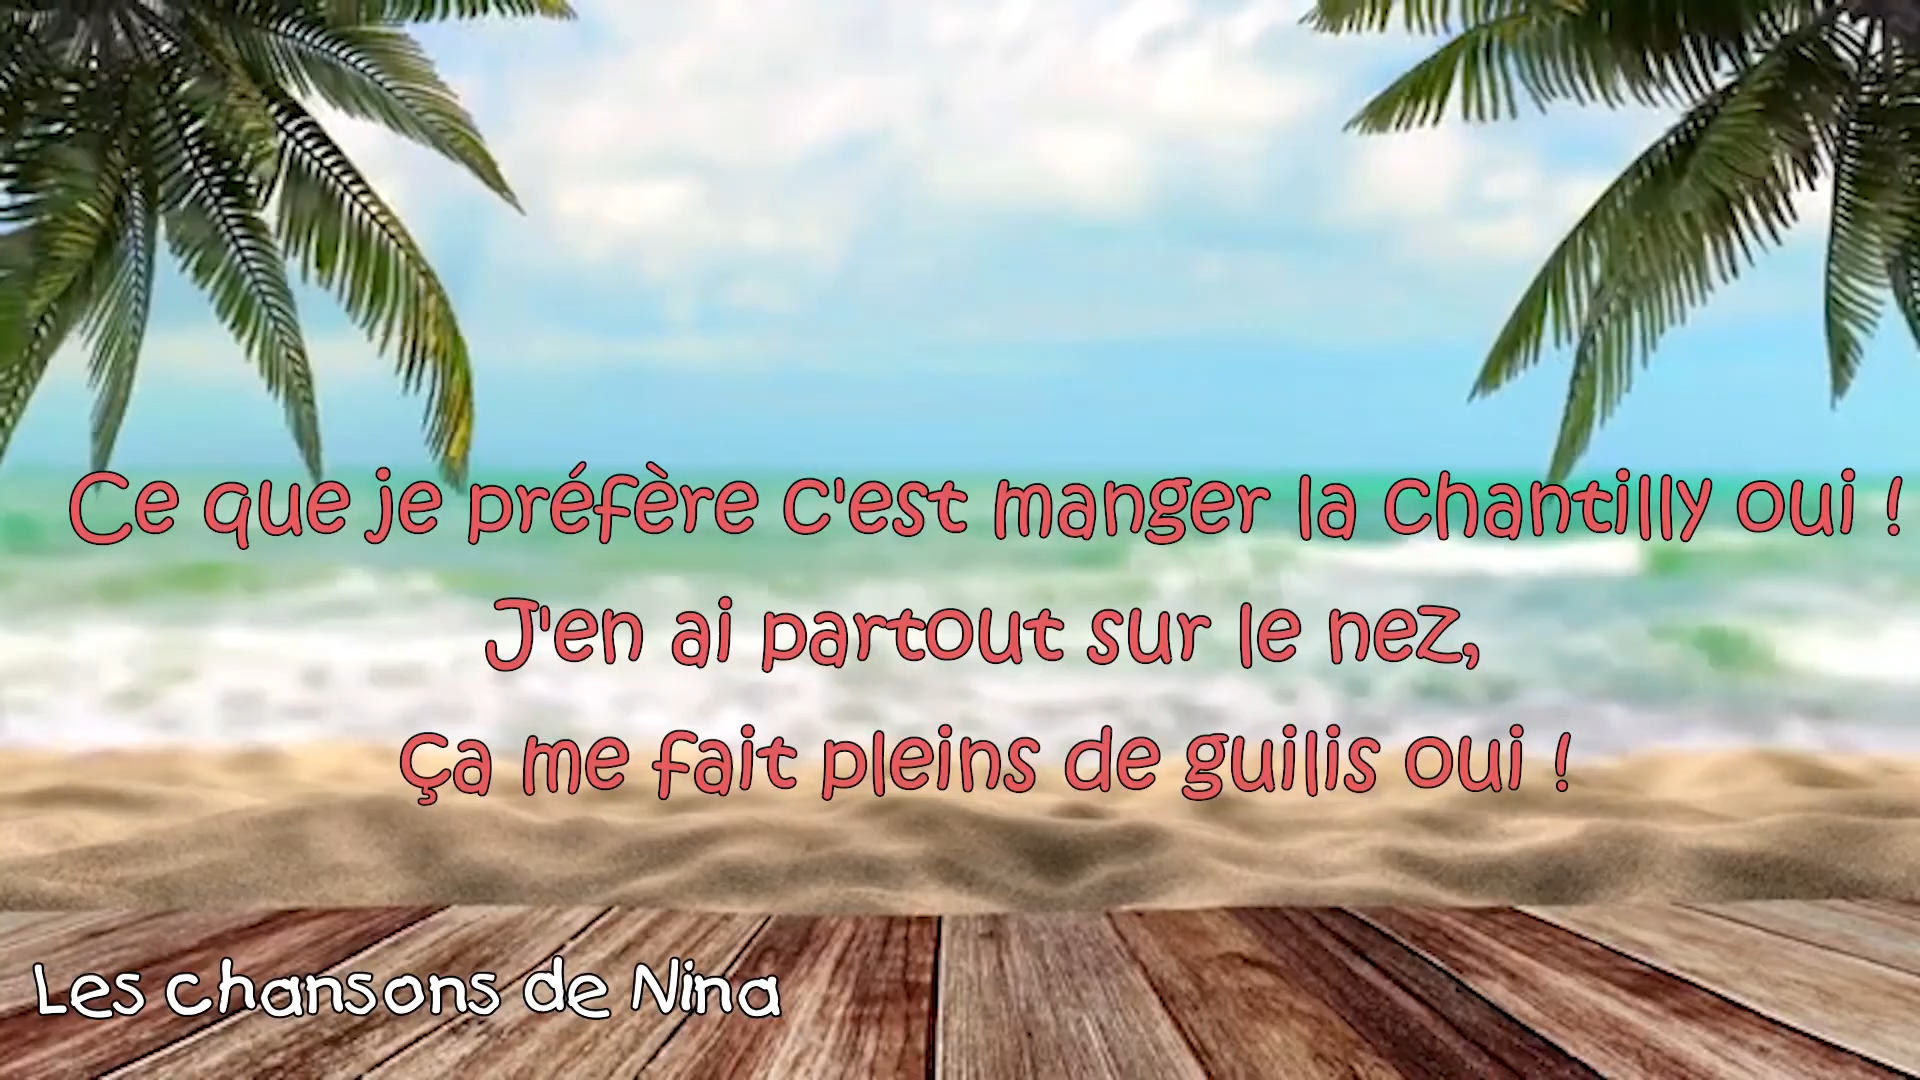 Ce que je préfère c'est manger la chantilly oui !
J'en ai partout sur le nez,
Ça me fait pleins de guilis oui !
Les chansons de Nina